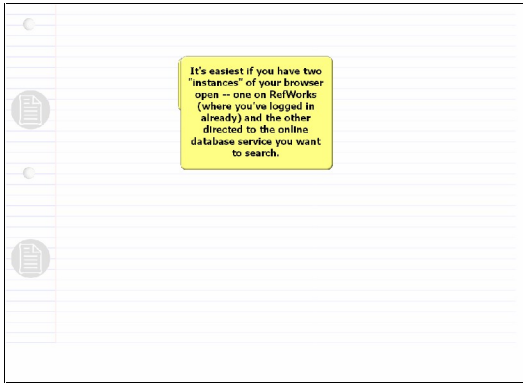 It's easiest if you have two
"instances" of your browser
open -- one on RefWorks
(where you've logged in
already) and the other
directed to the online
database service you want
to search.